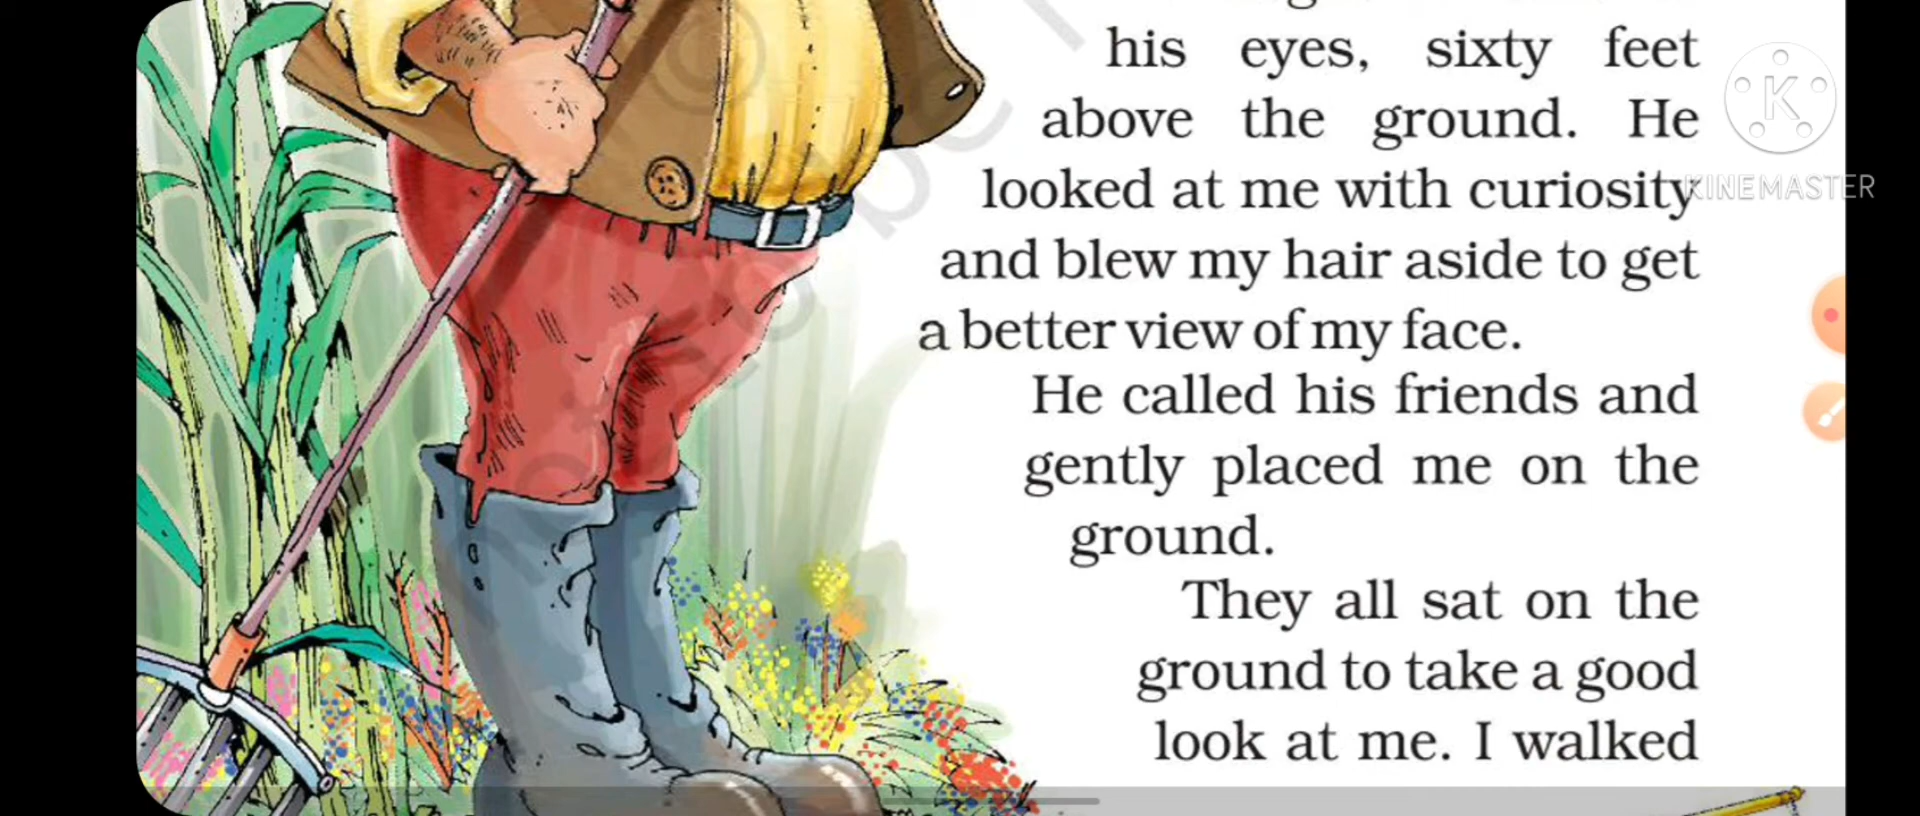 his eyes, sixty feet
above the ground. He
looked at me with curiosity
and blew my hair aside to get
a better view of my face.
He called his friends and
gently placed me on the
ground.
They all sat on the
ground to take a good
look at me. I walked
K
KINEMASTER